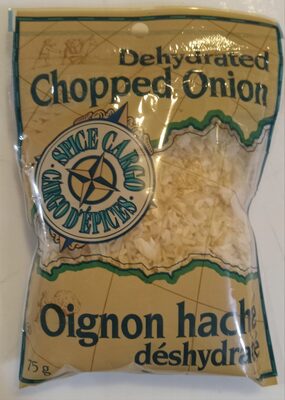 Dehydrated
Chopped Onion
SPICE CARGO
CARGO D'ÉPICES
Oignon haché
déshydraté
75 g